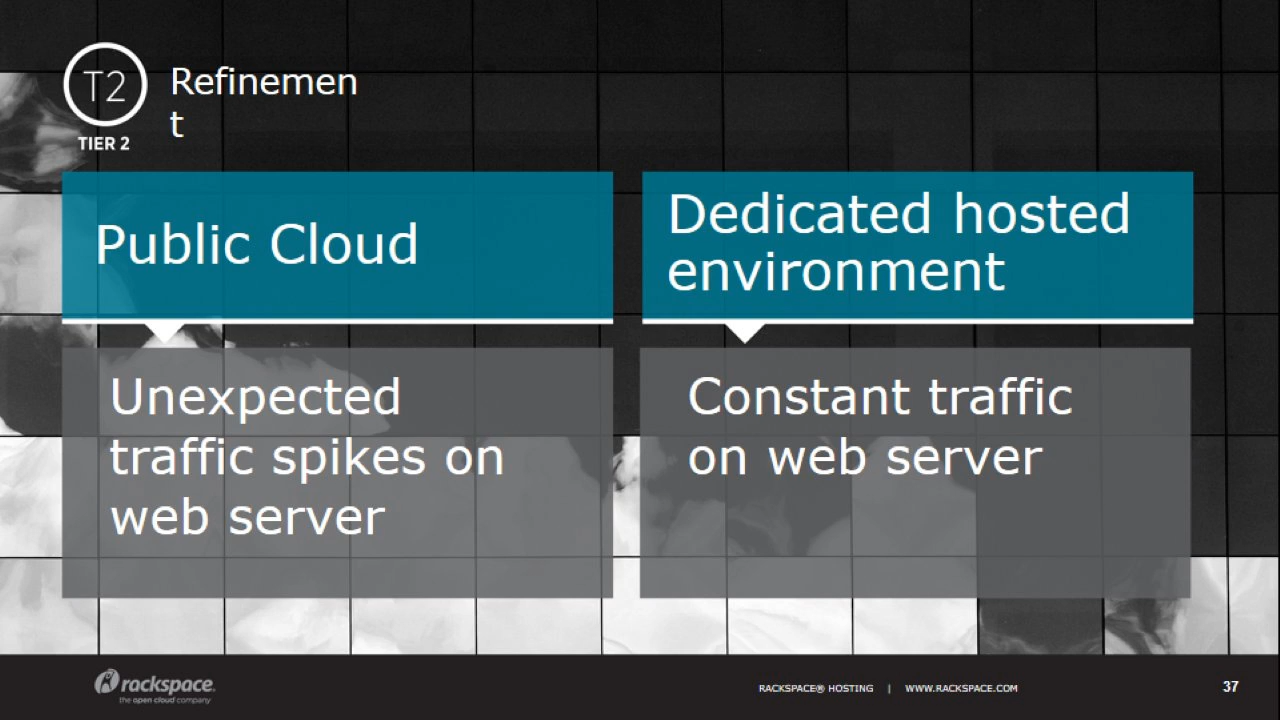 T2
TIER 2
Refinemen
t
Public Cloud
Dedicated hosted
environment
Unexpected
traffic spikes on
web server
Constant traffic
on web server
rackspace.
the open cloud company
RACKSPACE® HOSTING | WWW.RACKSPACE.COM
37